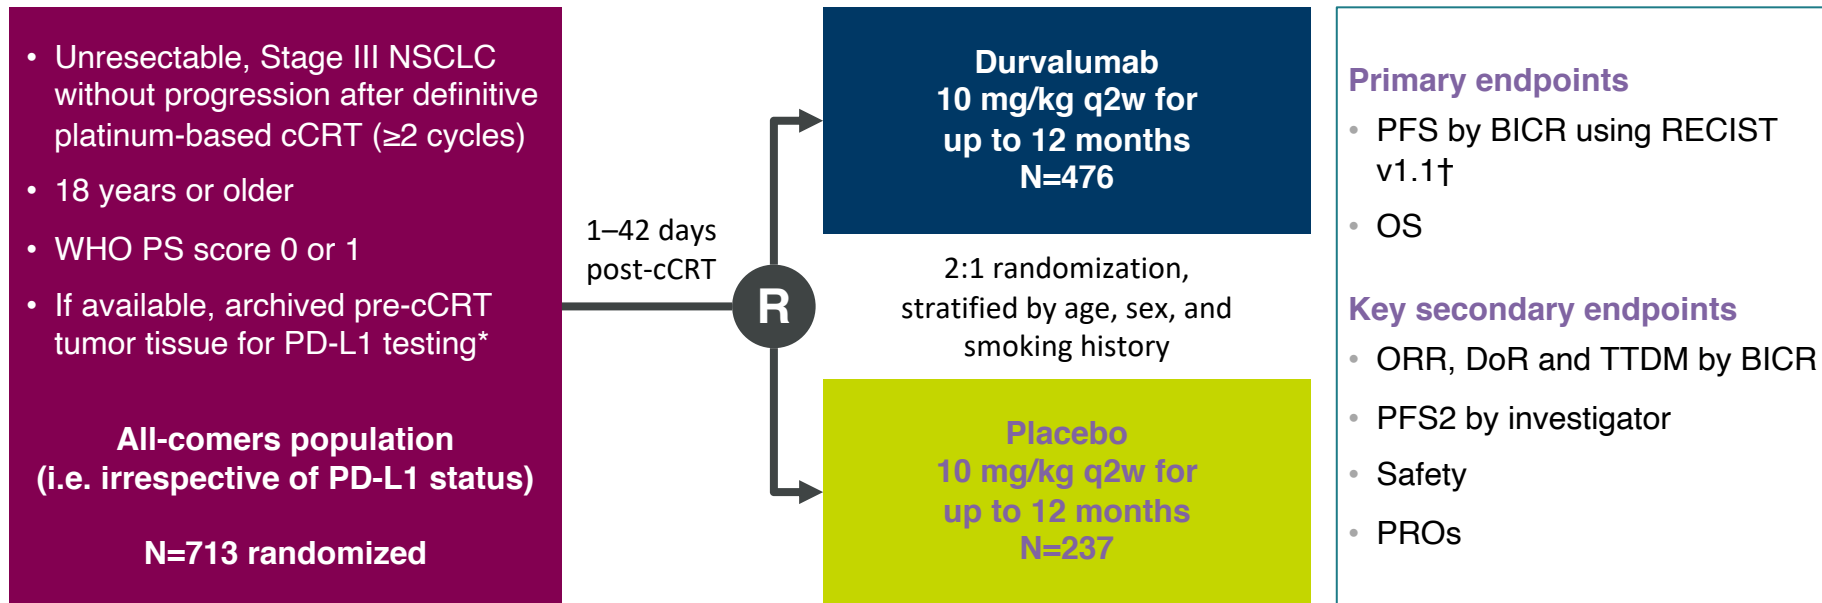 • Unresectable, Stage III NSCLC
without progression after definitive
platinum-based cCRT (≥2 cycles)
• 18 years or older
• WHO PS score 0 or 1
• If available, archived pre-cCRT
tumor tissue for PD-L1 testing*
All-comers population
(i.e. irrespective of PD-L1 status)
N=713 randomized
1–42 days
post-cCRT
R
Durvalumab
10 mg/kg q2w for
up to 12 months
N=476
2:1 randomization,
stratified by age, sex, and
smoking history
Placebo
10 mg/kg q2w for
up to 12 months
N=237
Primary endpoints
• PFS by BICR using RECIST
v1.1†
• OS
Key secondary endpoints
• ORR, DoR and TTDM by BICR
• PFS2 by investigator
• Safety
• PROs